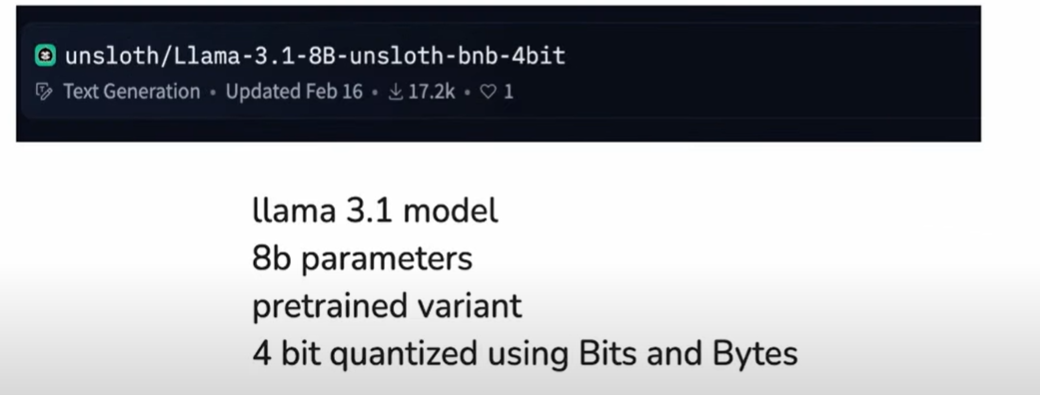 unsloth/Llama-3.1-8B-unsloth-bnb-4bit
Text Generation • Updated Feb 16 • 17.2k • 1
llama 3.1 model
8b parameters
pretrained variant
4 bit quantized using Bits and Bytes